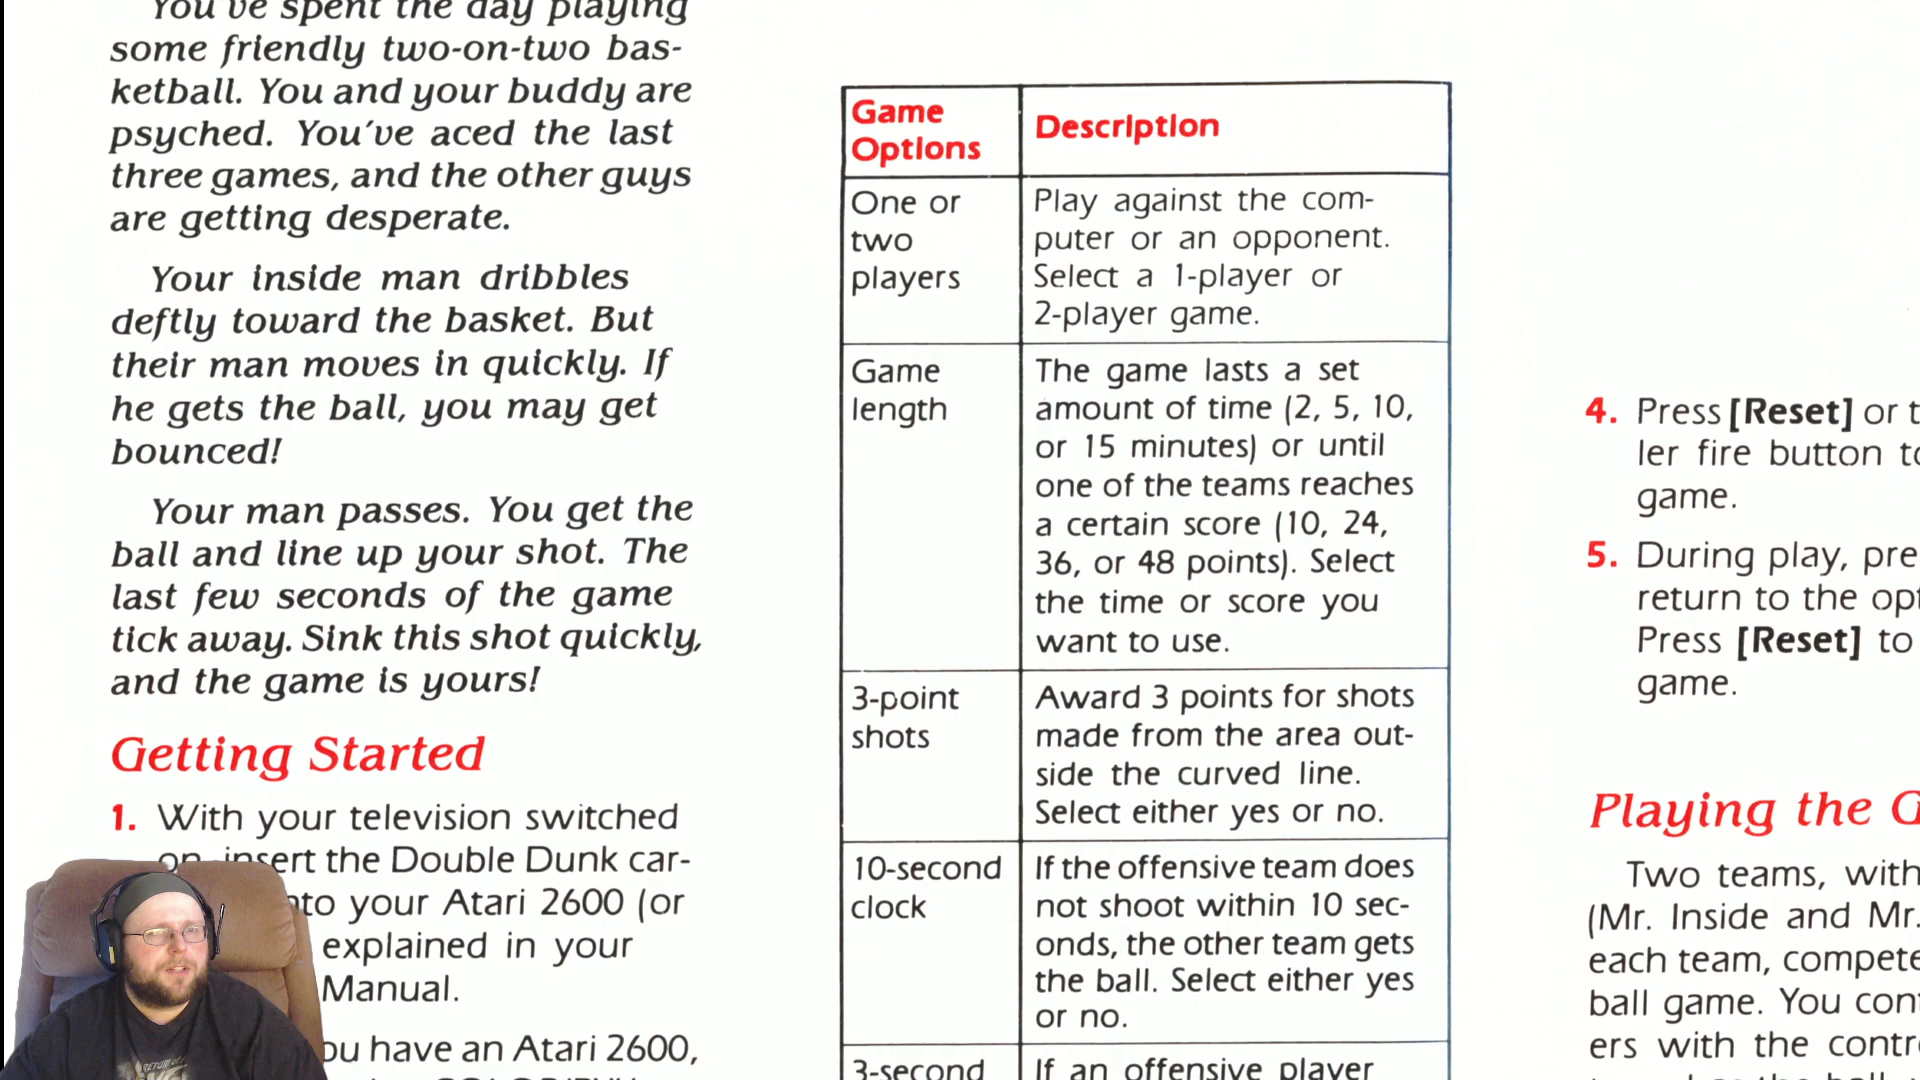 You've spent the day playing
some friendly two-on-two bas-
ketball. You and your buddy are
psyched. You've aced the last
three games, and the other guys
are getting desperate.
Your inside man dribbles
deftly toward the basket. But
their man moves in quickly. If
he gets the ball, you may get
bounced!
Your man passes. You get the
ball and line up your shot. The
last few seconds of the game
tick away. Sink this shot quickly,
and the game is yours!
Getting Started
1. With your television switched
on, insert the Double Dunk car-
to your Atari 2600 (or
explained in your
Manual.
ou have an Atari 2600,
Game
Options
Description
One or
two
players
Play against the com-
puter or an opponent.
Select a 1-player or
2-player game.
Game
length
The game lasts a set
amount of time (2, 5, 10,
or 15 minutes) or until
one of the teams reaches
a certain score (10, 24,
36, or 48 points). Select
the time or score you
want to use.
3-point
shots
Award 3 points for shots
made from the area out-
side the curved line.
Select either yes or no.
10-second
clock
If the offensive team does
not shoot within 10 sec-
onds, the other team gets
the ball. Select either yes
or no.
3-second
If an offensive player
4. Press [Reset] or t
ler fire button to
game.
5. During play, pre
return to the opt
Press [Reset] to
game.
Playing the G
Two teams, with
(Mr. Inside and Mr.
each team, compete
ball game. You cont
ers with the contro
RETURN OF